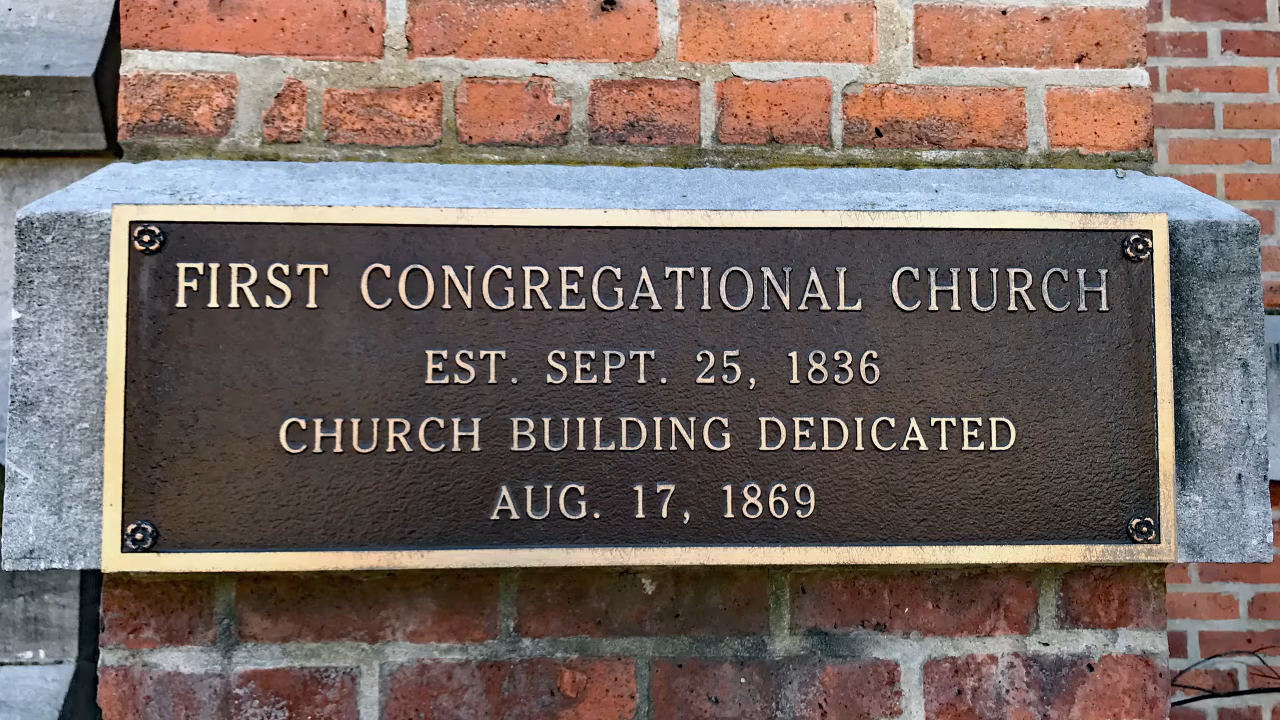 FIRST CONGREGATIONAL CHURCH
EST. SEPT. 25, 1836
CHURCH BUILDING DEDICATED
AUG. 17, 1869